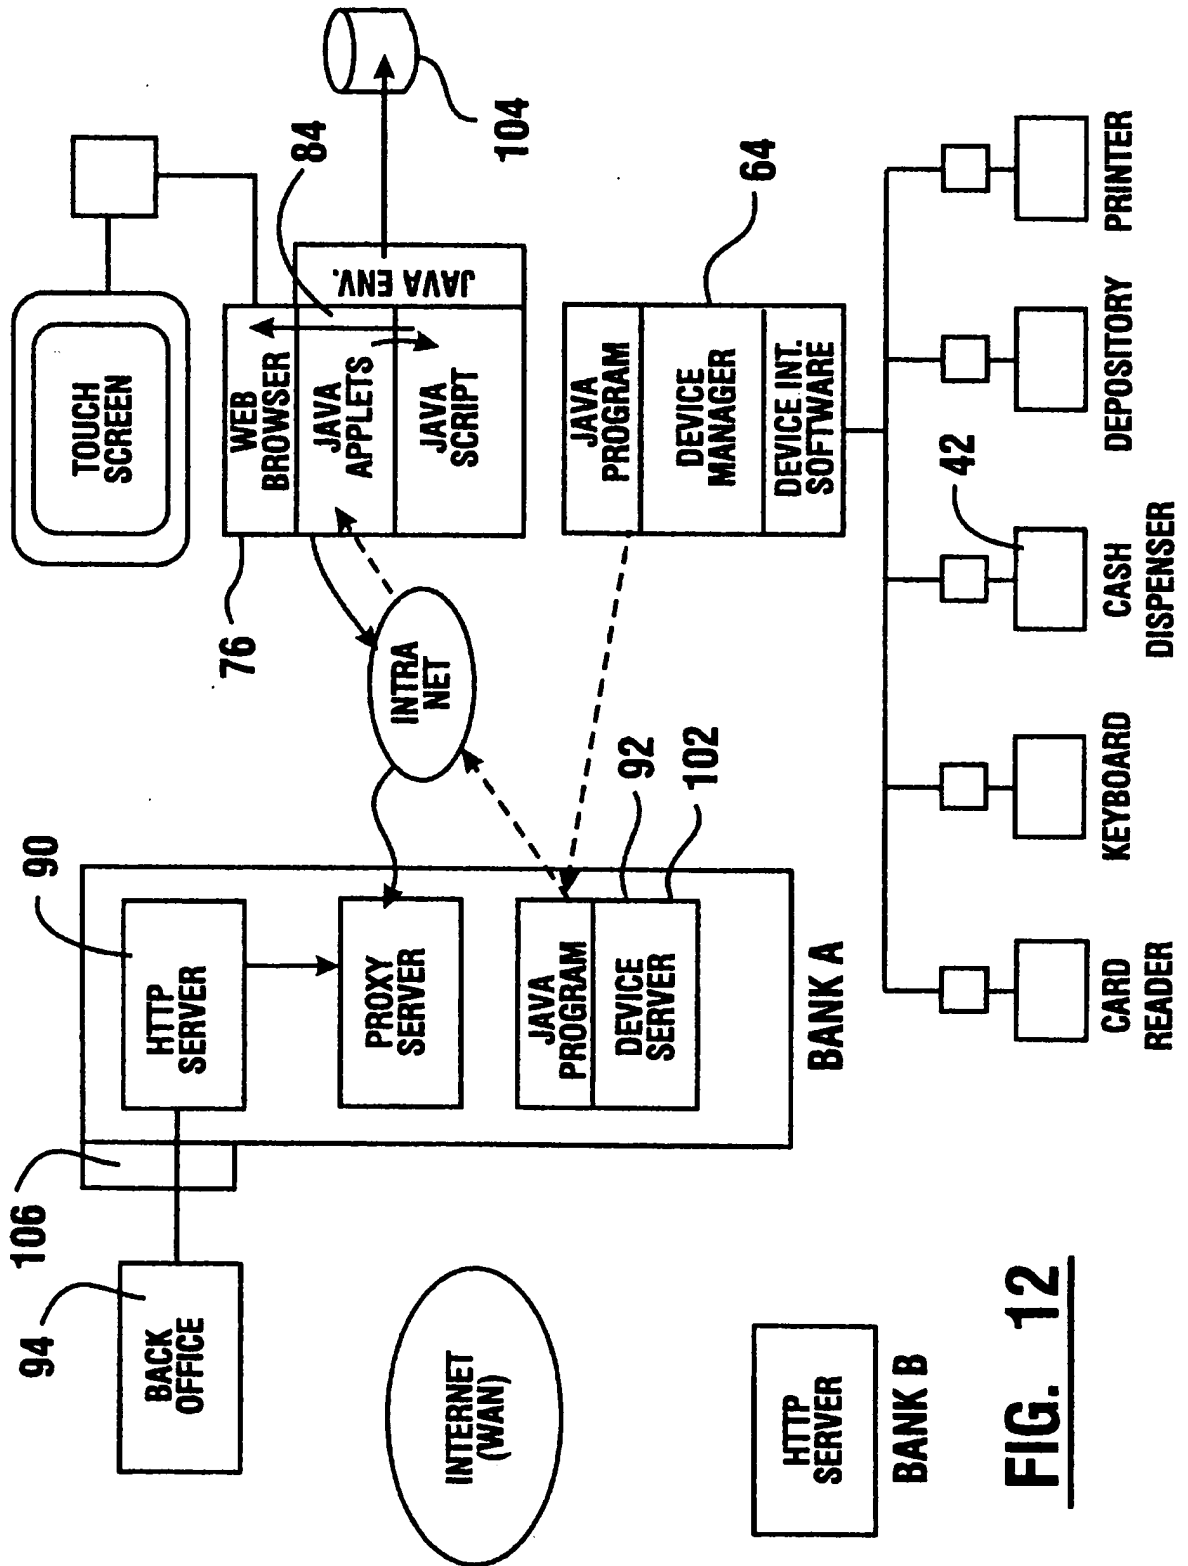 94
BACK
OFFICE
106
90
HTTP
SERVER
PROXY
SERVER
JAVA
PROGRAM
DEVICE
SERVER
92
102
BANK A
INTERNET
(WAN)
HTTP
SERVER
BANK B
INTRA
NET
TOUCH
SCREEN
76
WEB
BROWSER
JAVA
APPLETS
JAVA
SCRIPT
JAVA ENV.
84
104
JAVA
PROGRAM
DEVICE
MANAGER
DEVICE INT.
SOFTWARE
64
42
CARD
READER
KEYBOARD
CASH
DISPENSER
DEPOSITORY
PRINTER
FIG. 12